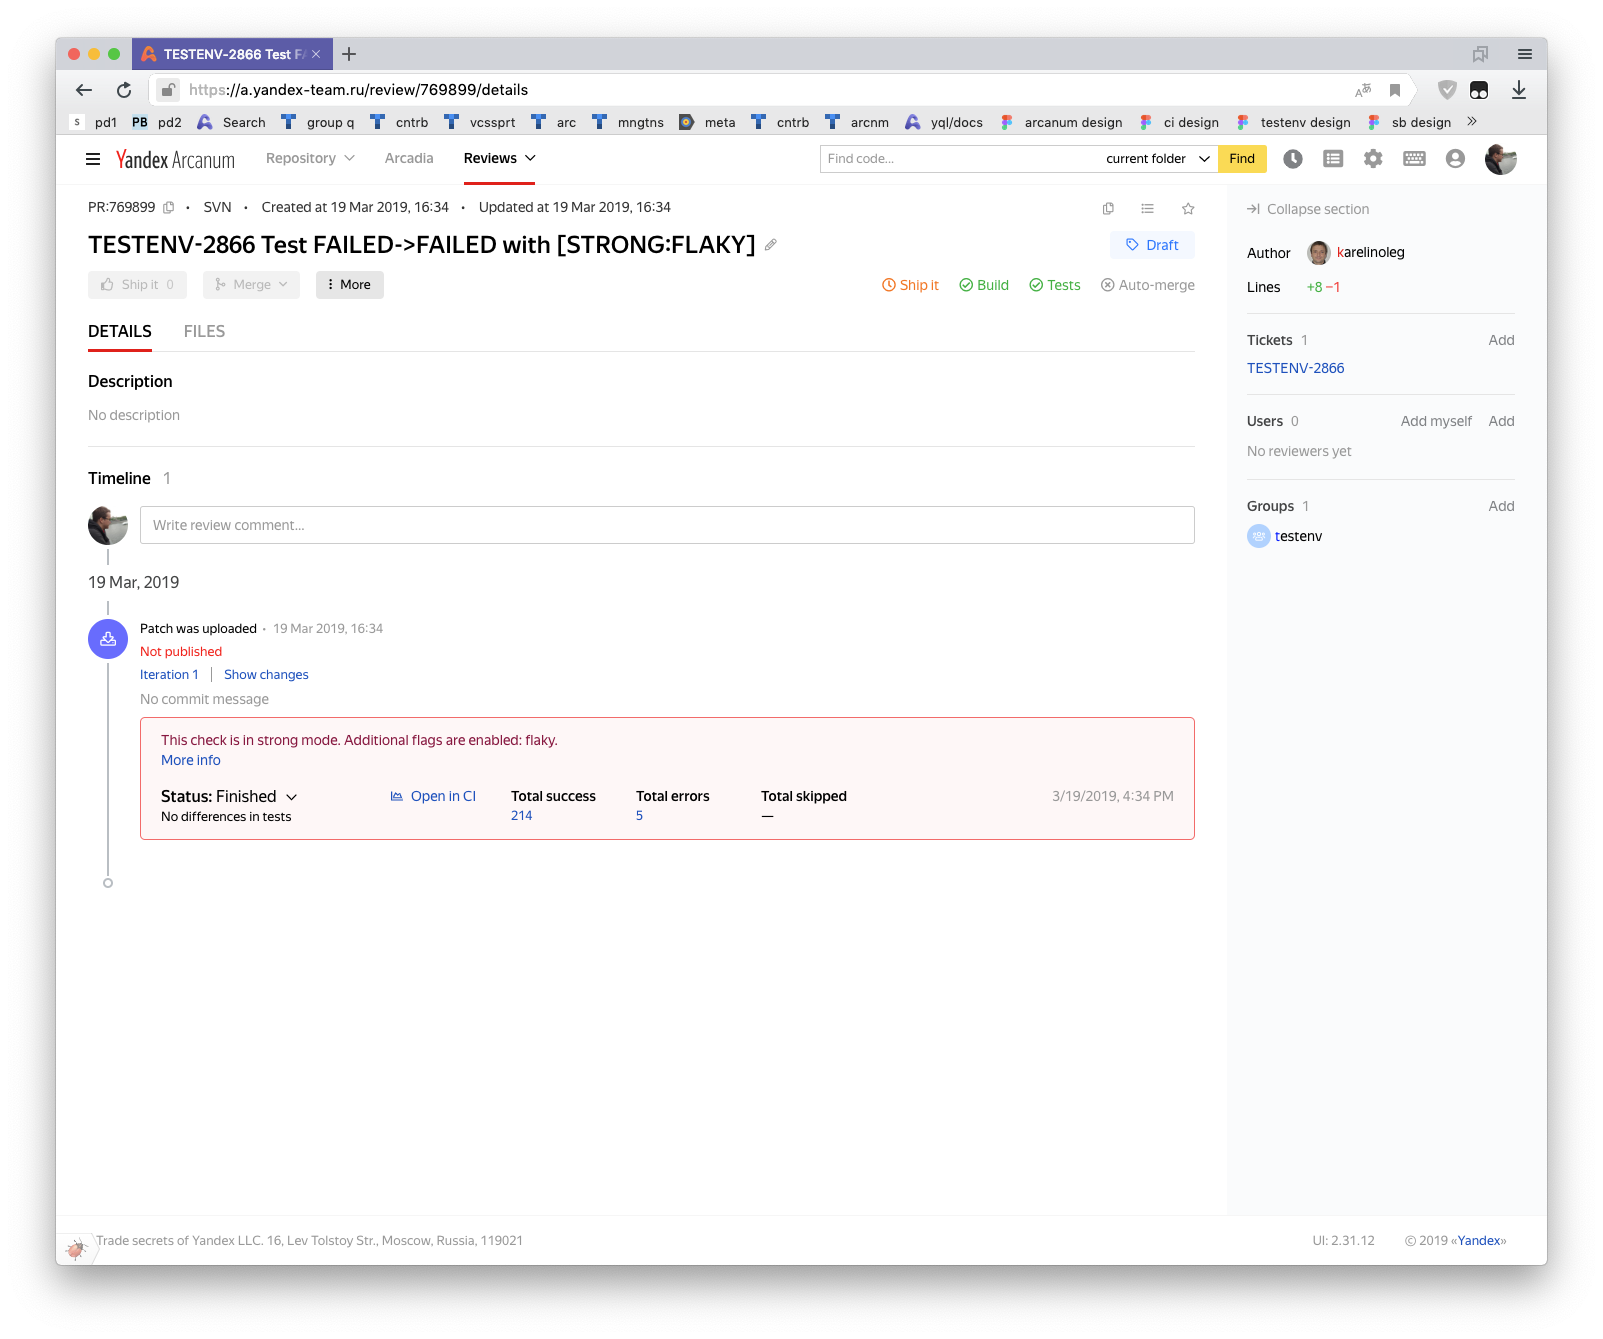 TESTENV-2866 Test F
https://a.yandex-team.ru/review/769899/details
S pd1 PB pd2 Search group q cntrb vcssprt arc mngtns meta cntrb arcnm yql/docs arcanum design ci design testenv design sb design »
Yandex Arcanum Repository Arcadia Reviews Find code... current folder Find
PR:769899 • SVN • Created at 19 Mar 2019, 16:34 • Updated at 19 Mar 2019, 16:34
TESTENV-2866 Test FAILED->FAILED with [STRONG:FLAKY]
Draft
Ship it 0 Merge More
Ship it Build Tests Auto-merge
DETAILS FILES
Description
No description
Timeline 1
Write review comment...
19 Mar, 2019
Patch was uploaded • 19 Mar 2019, 16:34
Not published
Iteration 1 | Show changes
No commit message
This check is in strong mode. Additional flags are enabled: flaky.
More info
Status: Finished Open in CI Total success Total errors Total skipped 3/19/2019, 4:34 PM
No differences in tests 214 5 —
Collapse section
Author karelinoleg
Lines +8 −1
Tickets 1 Add
TESTENV-2866
Users 0 Add myself Add
No reviewers yet
Groups 1 Add
testenv
Trade secrets of Yandex LLC. 16, Lev Tolstoy Str., Moscow, Russia, 119021
UI: 2.31.12 © 2019 «Yandex»